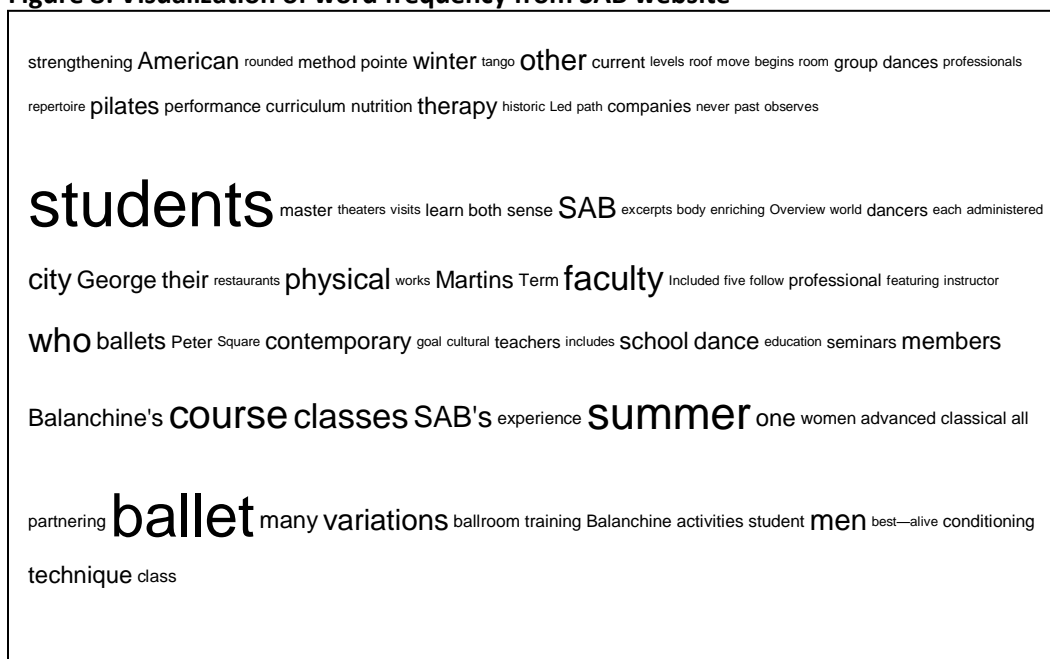 Figure 8: Visualization of word frequency from SAB website
strengthening American rounded method pointe winter tango other current levels roof move begins room group dances professionals
repertoire pilates performance curriculum nutrition therapy historic Led path companies never past observes
students master theaters visits learn both sense SAB excerpts body enriching Overview world dancers each administered
city George their restaurants physical works Martins Term faculty Included five follow professional featuring instructor
who ballets Peter Square contemporary goal cultural teachers includes school dance education seminars members
Balanchine's course classes SAB's experience summer one women advanced classical all
partnering ballet many variations ballroom training Balanchine activities student men best—alive conditioning
technique class